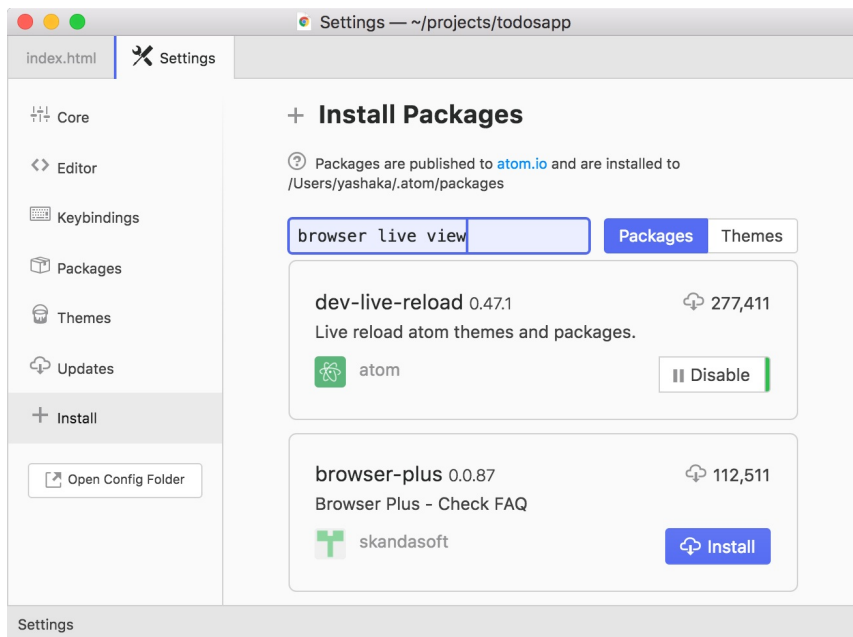 Settings — ~/projects/todosapp
index.html
Settings
Core
Editor
Keybindings
Packages
Themes
Updates
Install
Open Config Folder
Install Packages
Packages are published to atom.io and are installed to
/Users/yashaka/.atom/packages
browser live view
Packages Themes
dev-live-reload 0.47.1 277,411
Live reload atom themes and packages.
atom
Disable
browser-plus 0.0.87 112,511
Browser Plus - Check FAQ
skandasoft
Install
Settings